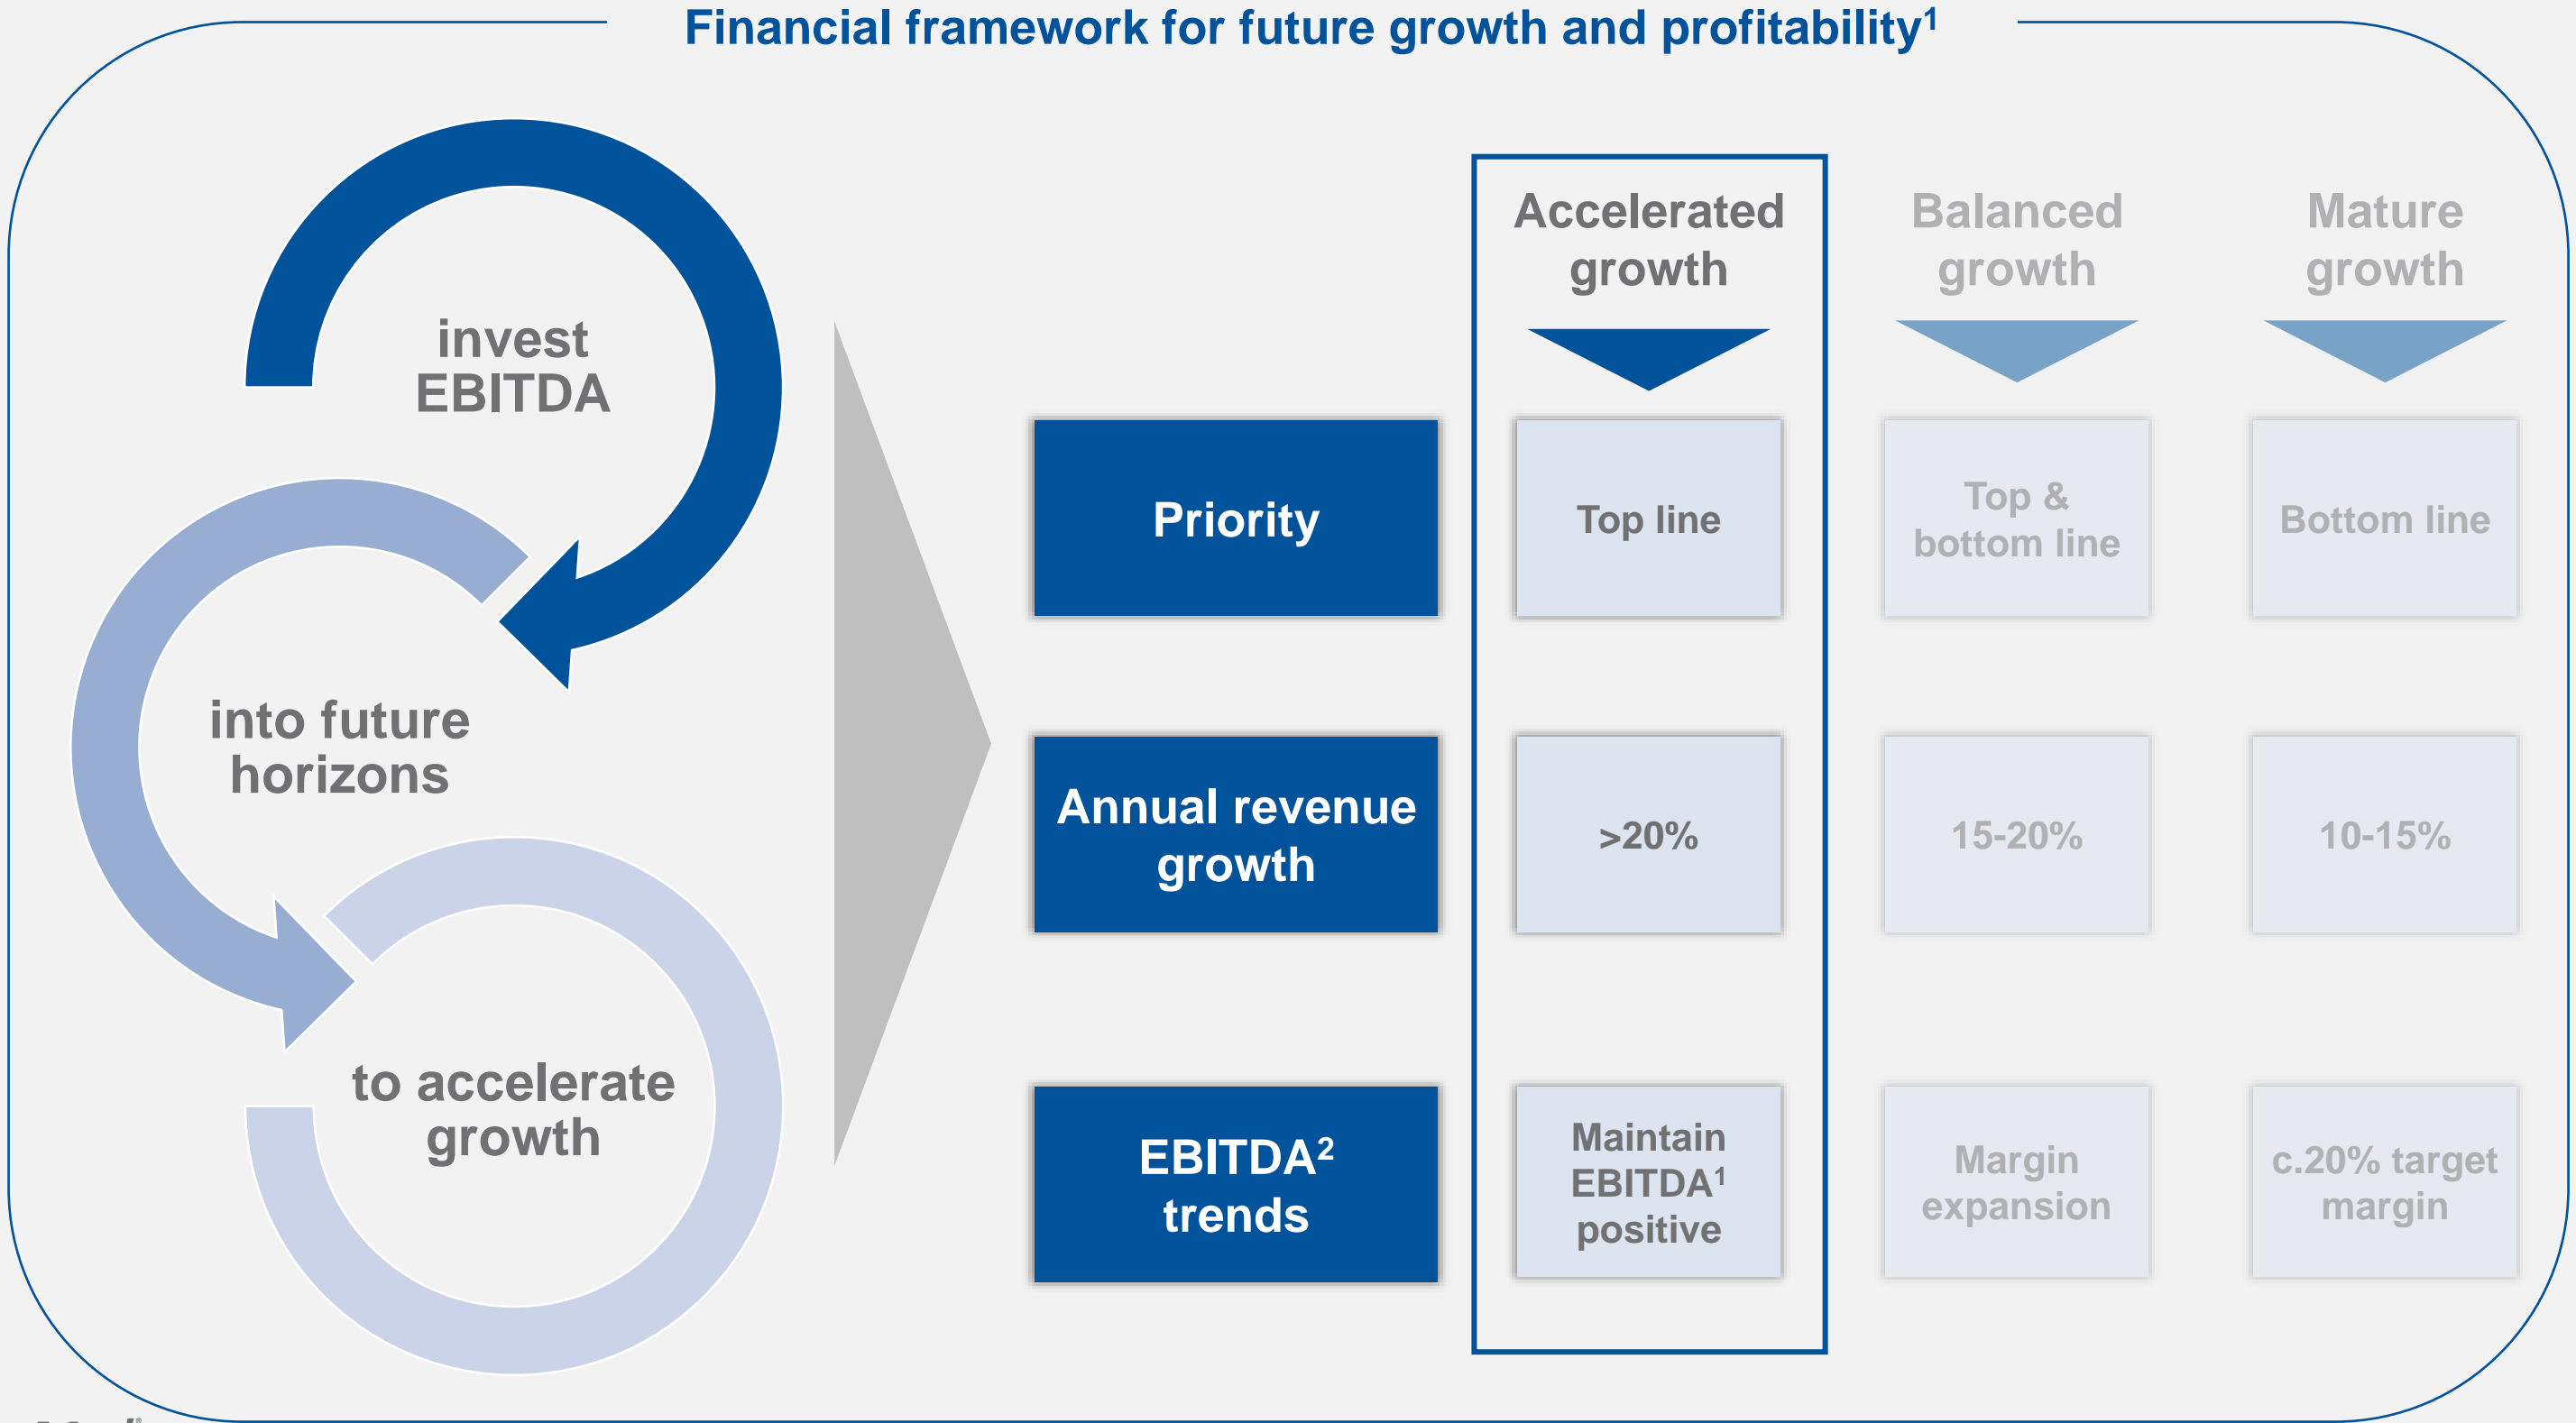 Financial framework for future growth and profitability¹
invest
EBITDA
into future
horizons
to accelerate
growth
Accelerated
growth
Balanced
growth
Mature
growth
Priority
Top line
Top &
bottom line
Bottom line
Annual revenue
growth
>20%
15-20%
10-15%
EBITDA²
trends
Maintain
EBITDA¹
positive
Margin
expansion
c.20% target
margin